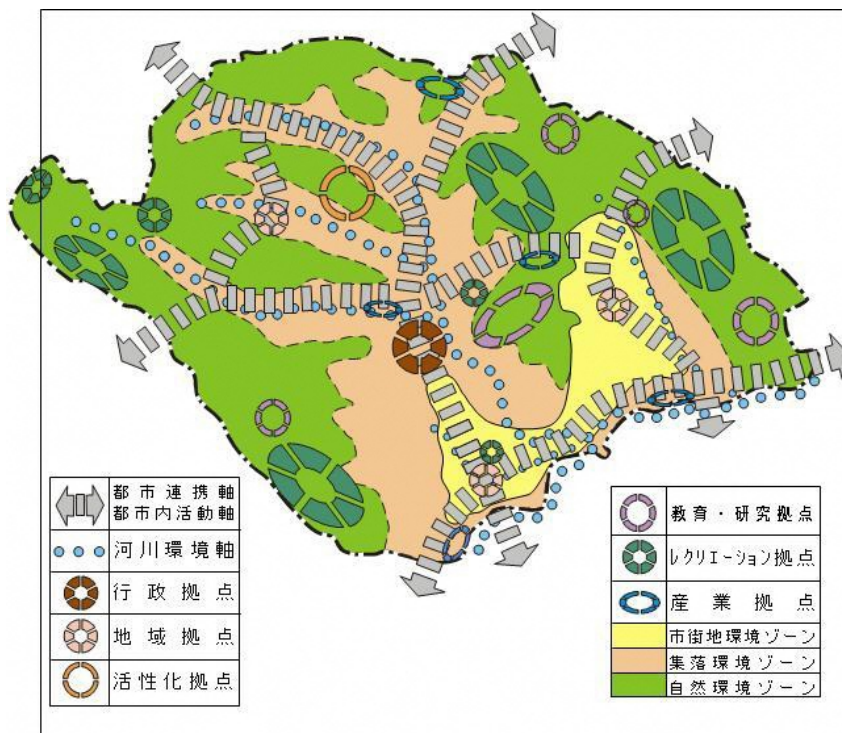 都市連携軸
都市内活動軸
河川環境軸
行政拠点
地域拠点
活性化拠点
教育・研究拠点
レクリエーション拠点
産業拠点
市街地環境ゾーン
集落環境ゾーン
自然環境ゾーン